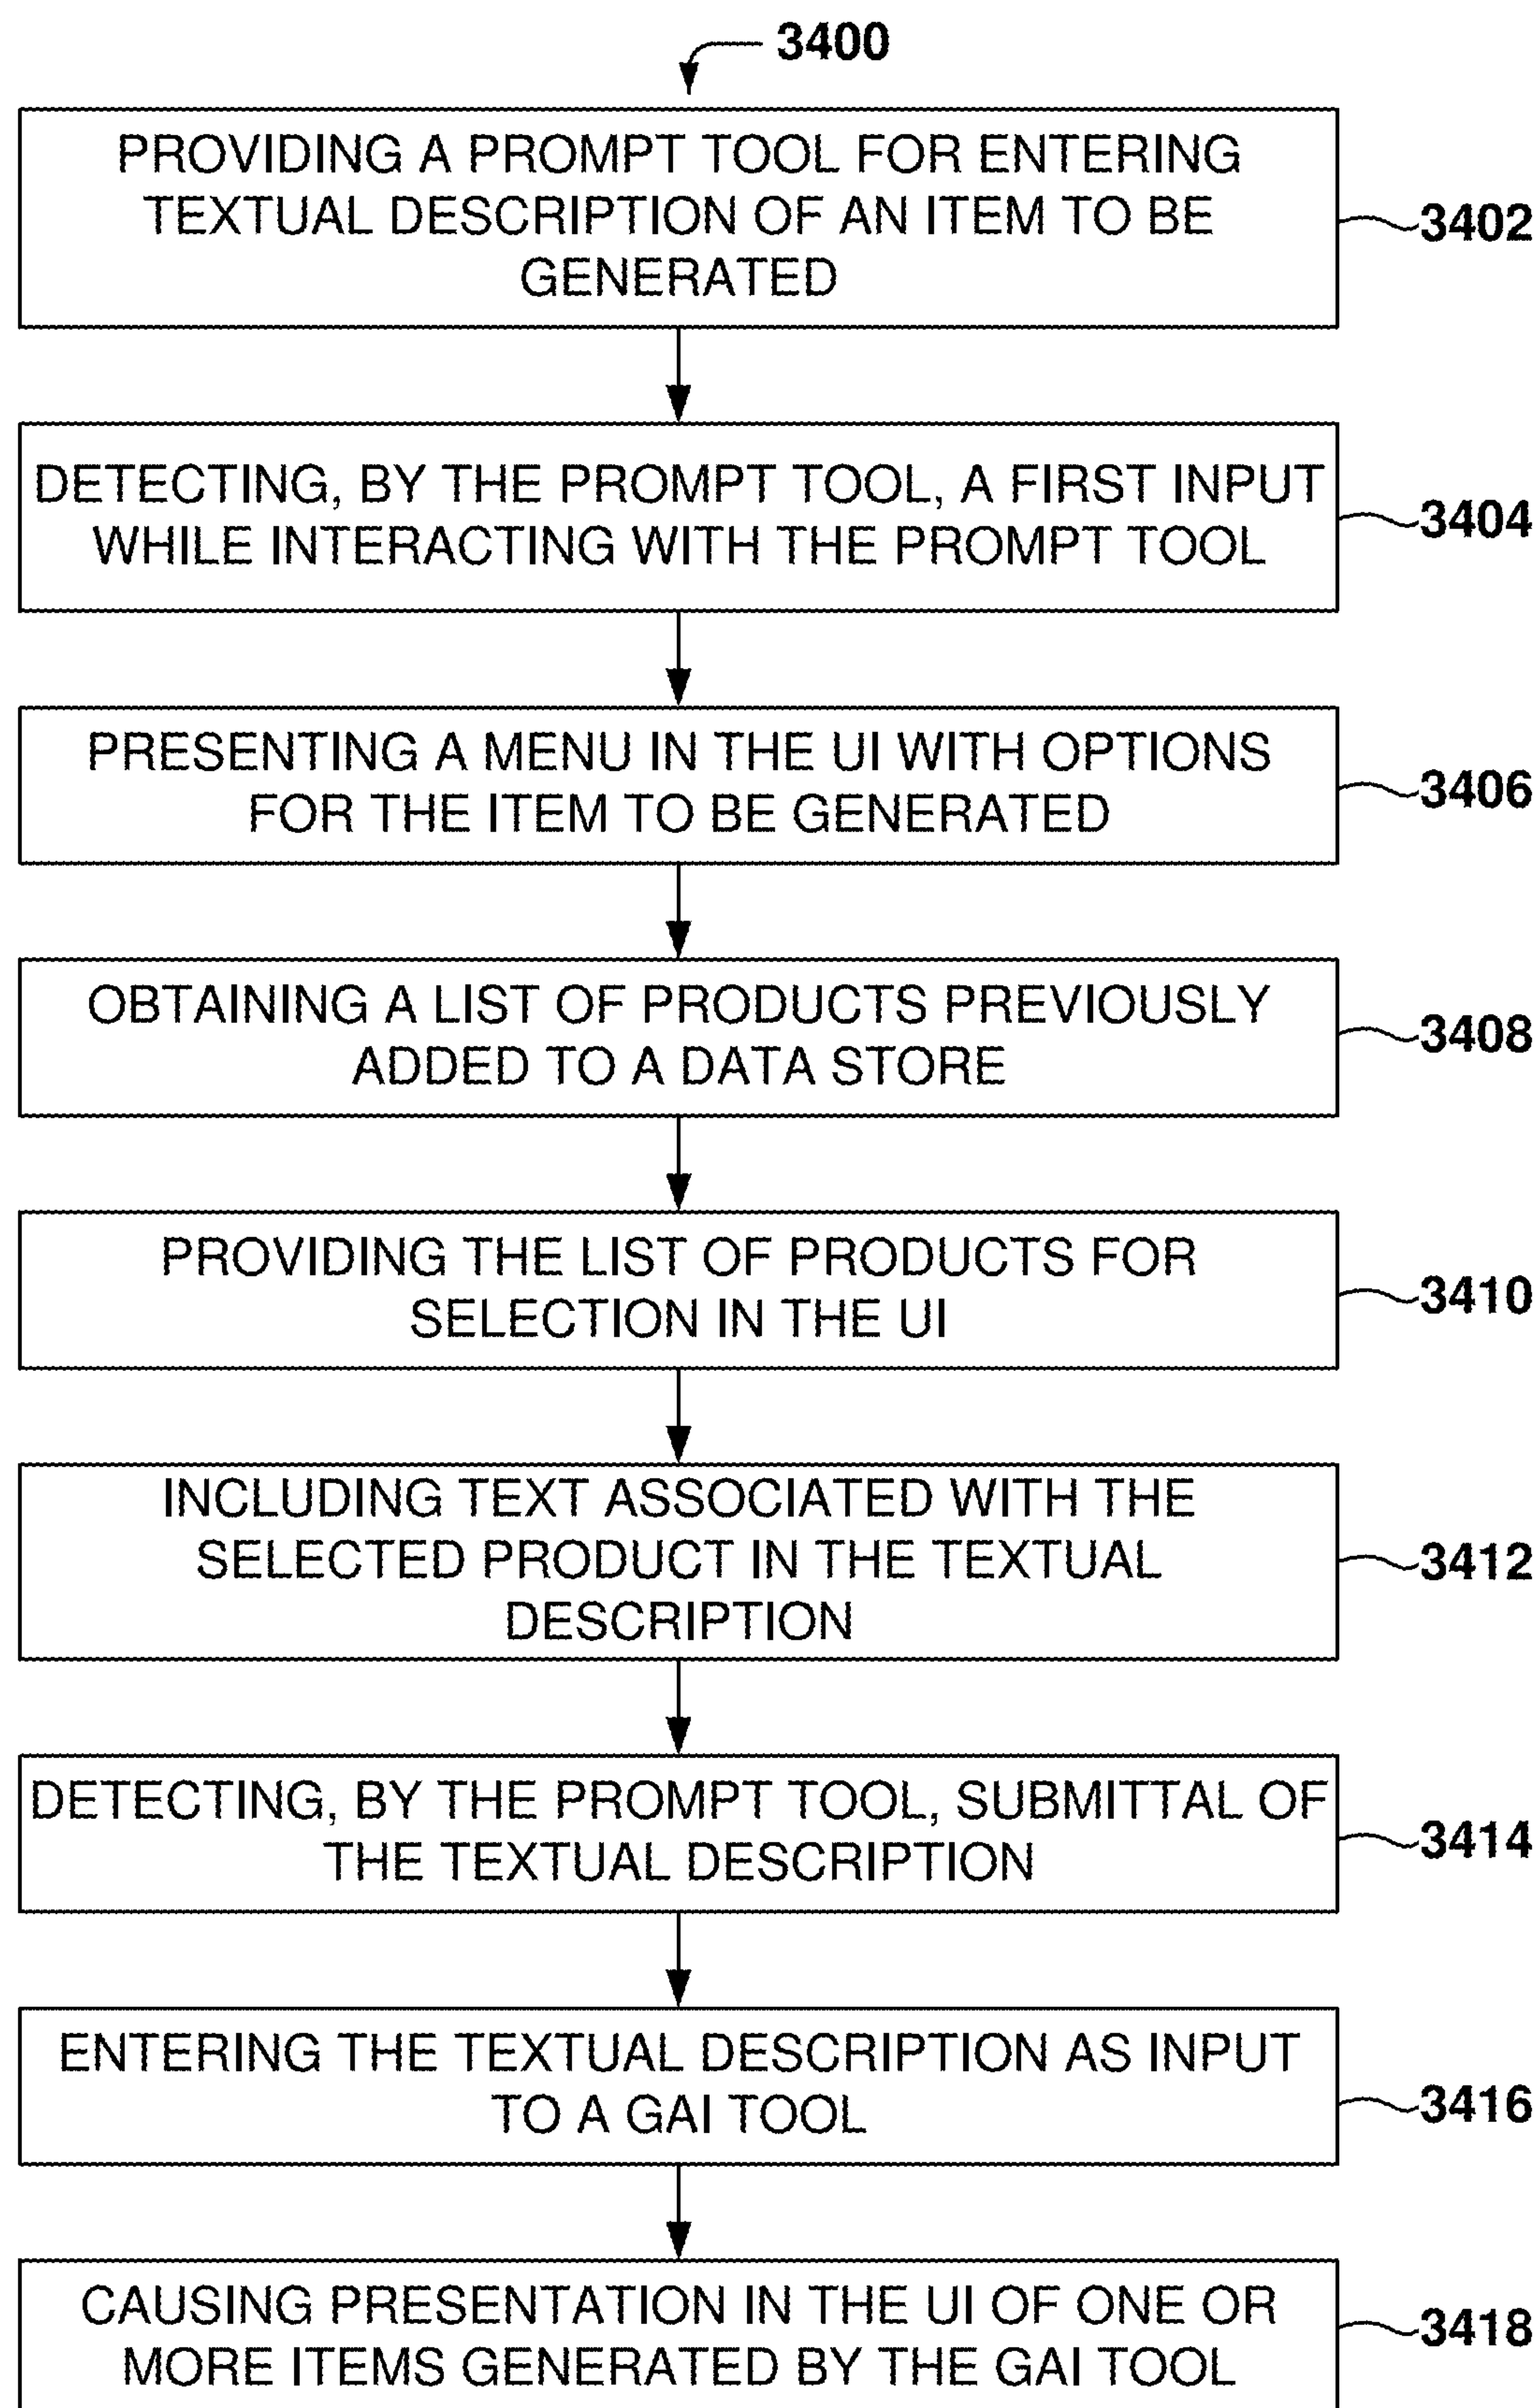 3400
PROVIDING A PROMPT TOOL FOR ENTERING
TEXTUAL DESCRIPTION OF AN ITEM TO BE
GENERATED
3402
DETECTING, BY THE PROMPT TOOL, A FIRST INPUT
WHILE INTERACTING WITH THE PROMPT TOOL
3404
PRESENTING A MENU IN THE UI WITH OPTIONS
FOR THE ITEM TO BE GENERATED
3406
OBTAINING A LIST OF PRODUCTS PREVIOUSLY
ADDED TO A DATA STORE
3408
PROVIDING THE LIST OF PRODUCTS FOR
SELECTION IN THE UI
3410
INCLUDING TEXT ASSOCIATED WITH THE
SELECTED PRODUCT IN THE TEXTUAL
DESCRIPTION
3412
DETECTING, BY THE PROMPT TOOL, SUBMITTAL OF
THE TEXTUAL DESCRIPTION
3414
ENTERING THE TEXTUAL DESCRIPTION AS INPUT
TO A GAI TOOL
3416
CAUSING PRESENTATION IN THE UI OF ONE OR
MORE ITEMS GENERATED BY THE GAI TOOL
3418